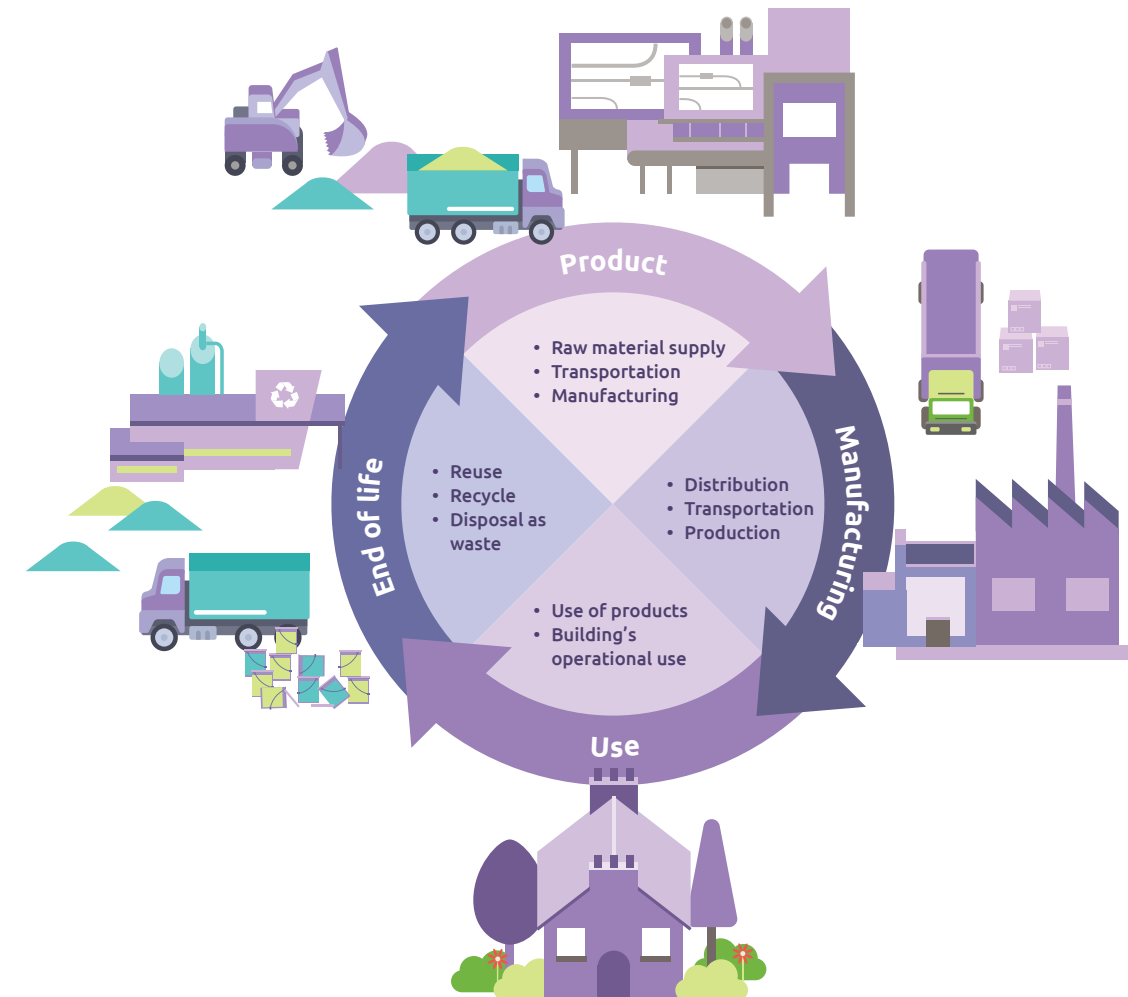 Product
• Raw material supply
• Transportation
• Manufacturing
Manufacturing
• Distribution
• Transportation
• Production
Use
• Use of products
• Building’s
operational use
End of life
• Reuse
• Recycle
• Disposal as
waste